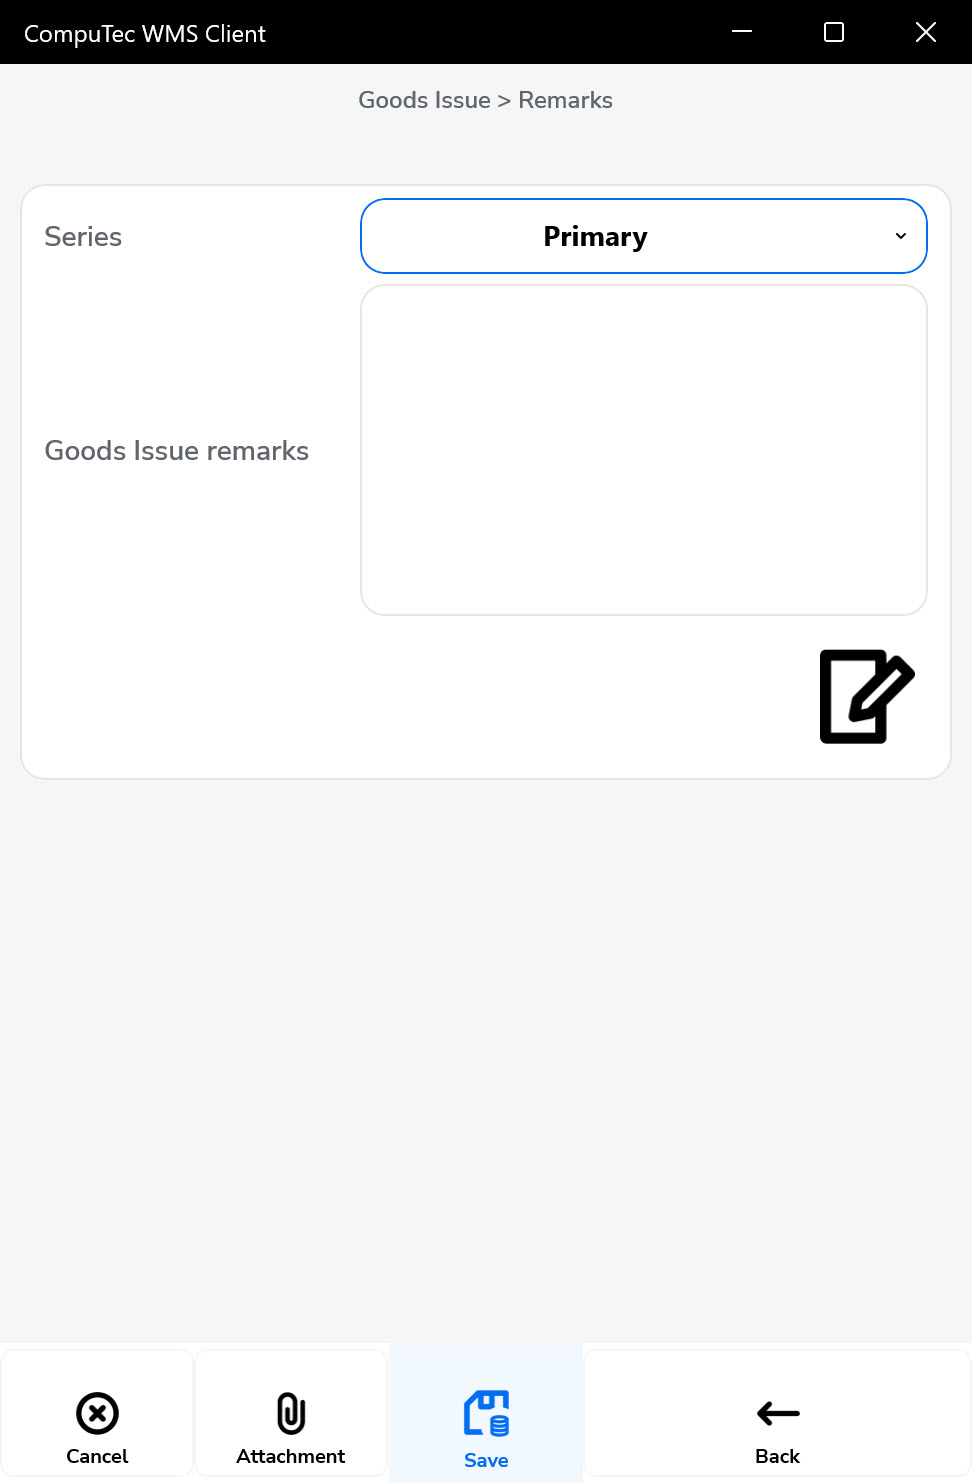 CompuTec WMS Client
Goods Issue > Remarks
Series
Primary
Goods Issue remarks
Cancel
Attachment
Save
Back